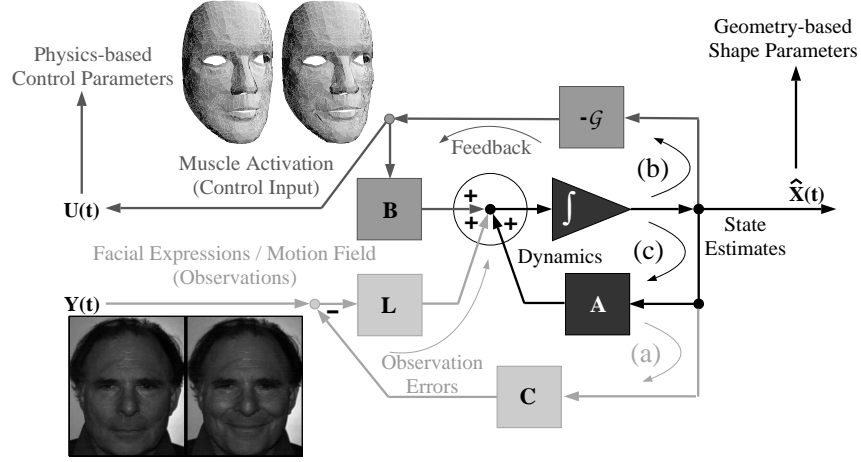 Physics-based
Control Parameters
Geometry-based
Shape Parameters
-𝒢
Feedback
(b)
Muscle Activation
(Control Input)
U(t)
B
+
+
+
∫
X̂(t)
State
Estimates
(c)
Dynamics
Facial Expressions / Motion Field
(Observations)
Y(t)
-
L
A
(a)
Observation
Errors
C